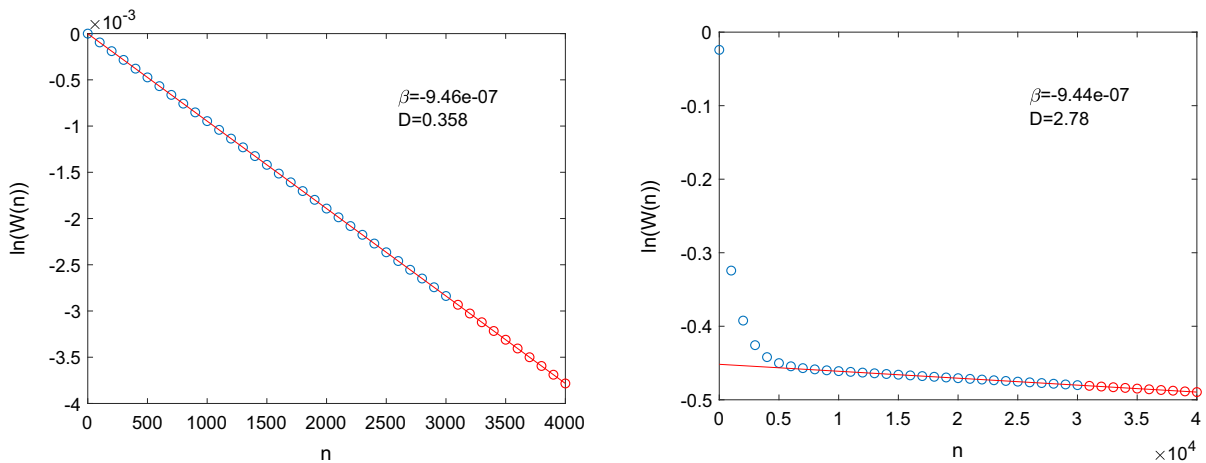 ×10⁻³
0
-0.5
-1
-1.5
-2
-2.5
-3
-3.5
-4
ln(W(n))
β=-9.46e-07
D=0.358
0 500 1000 1500 2000 2500 3000 3500 4000
n
0
-0.1
-0.2
-0.3
-0.4
-0.5
ln(W(n))
β=-9.44e-07
D=2.78
0 0.5 1 1.5 2 2.5 3 3.5 4
n
×10⁴